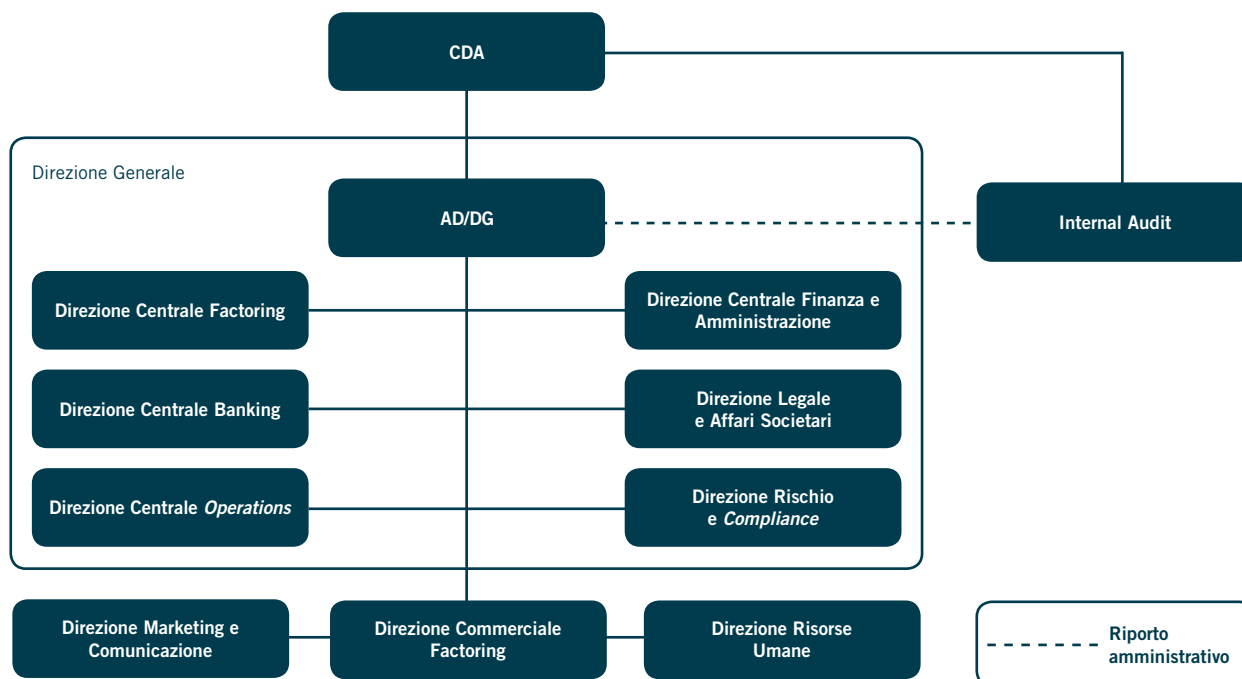 CDA
Direzione Generale
AD/DG
Internal Audit
Direzione Centrale Factoring
Direzione Centrale Finanza e
Amministrazione
Direzione Centrale Banking
Direzione Legale
e Affari Societari
Direzione Centrale Operations
Direzione Rischio
e Compliance
Direzione Marketing e
Comunicazione
Direzione Commerciale
Factoring
Direzione Risorse
Umane
Riporto
amministrativo